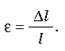 ε = Δl / l.